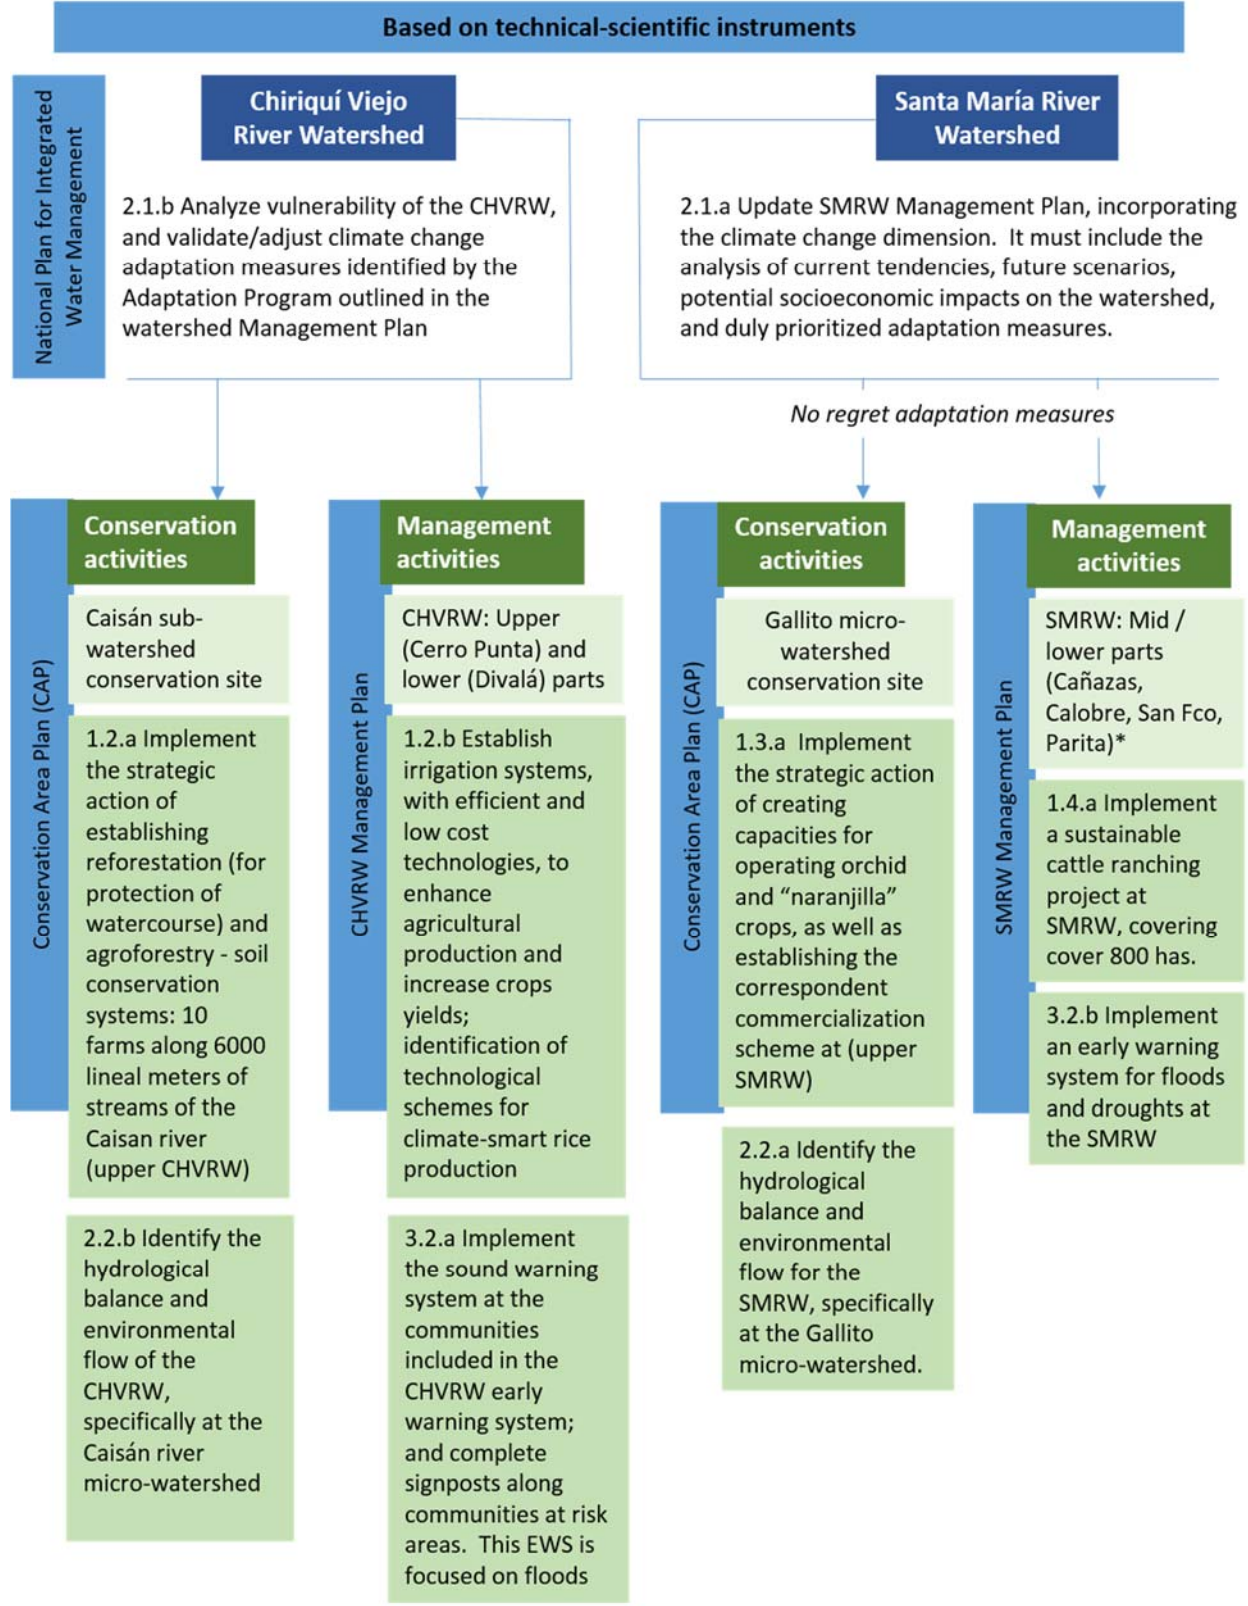 Based on technical-scientific instruments
National Plan for Integrated
Water Management
Chiriquí Viejo
River Watershed
2.1.b Analyze vulnerability of the CHVRW,
and validate/adjust climate change
adaptation measures identified by the
Adaptation Program outlined in the
watershed Management Plan
Santa María River
Watershed
2.1.a Update SMRW Management Plan, incorporating
the climate change dimension.  It must include the
analysis of current tendencies, future scenarios,
potential socioeconomic impacts on the watershed,
and duly prioritized adaptation measures.
No regret adaptation measures
Conservation Area Plan (CAP)
Conservation
activities
Caisán sub-
watershed
conservation site
1.2.a Implement
the strategic
action of
establishing
reforestation (for
protection of
watercourse) and
agroforestry - soil
conservation
systems: 10
farms along 6000
lineal meters of
streams of the
Caisan river
(upper CHVRW)
2.2.b Identify the
hydrological
balance and
environmental
flow of the
CHVRW,
specifically at the
Caisán river
micro-watershed
CHVRW Management Plan
Management
activities
CHVRW: Upper
(Cerro Punta) and
lower (Divalá) parts
1.2.b Establish
irrigation systems,
with efficient and
low cost
technologies, to
enhance
agricultural
production and
increase crops
yields;
identification of
technological
schemes for
climate-smart rice
production
3.2.a Implement
the sound warning
system at the
communities
included in the
CHVRW early
warning system;
and complete
signposts along
communities at risk
areas.  This EWS is
focused on floods
Conservation Area Plan (CAP)
Conservation
activities
Gallito micro-
watershed
conservation site
1.3.a  Implement
the strategic action
of creating
capacities for
operating orchid
and “naranjilla”
crops, as well as
establishing the
correspondent
commercialization
scheme at (upper
SMRW)
2.2.a Identify the
hydrological
balance and
environmental
flow for the
SMRW, specifically
at the Gallito
micro-watershed.
SMRW Management Plan
Management
activities
SMRW: Mid /
lower parts
(Cañazas,
Calobre, San Fco,
Parita)*
1.4.a Implement
a sustainable
cattle ranching
project at
SMRW, covering
cover 800 has.
3.2.b Implement
an early warning
system for floods
and droughts at
the SMRW